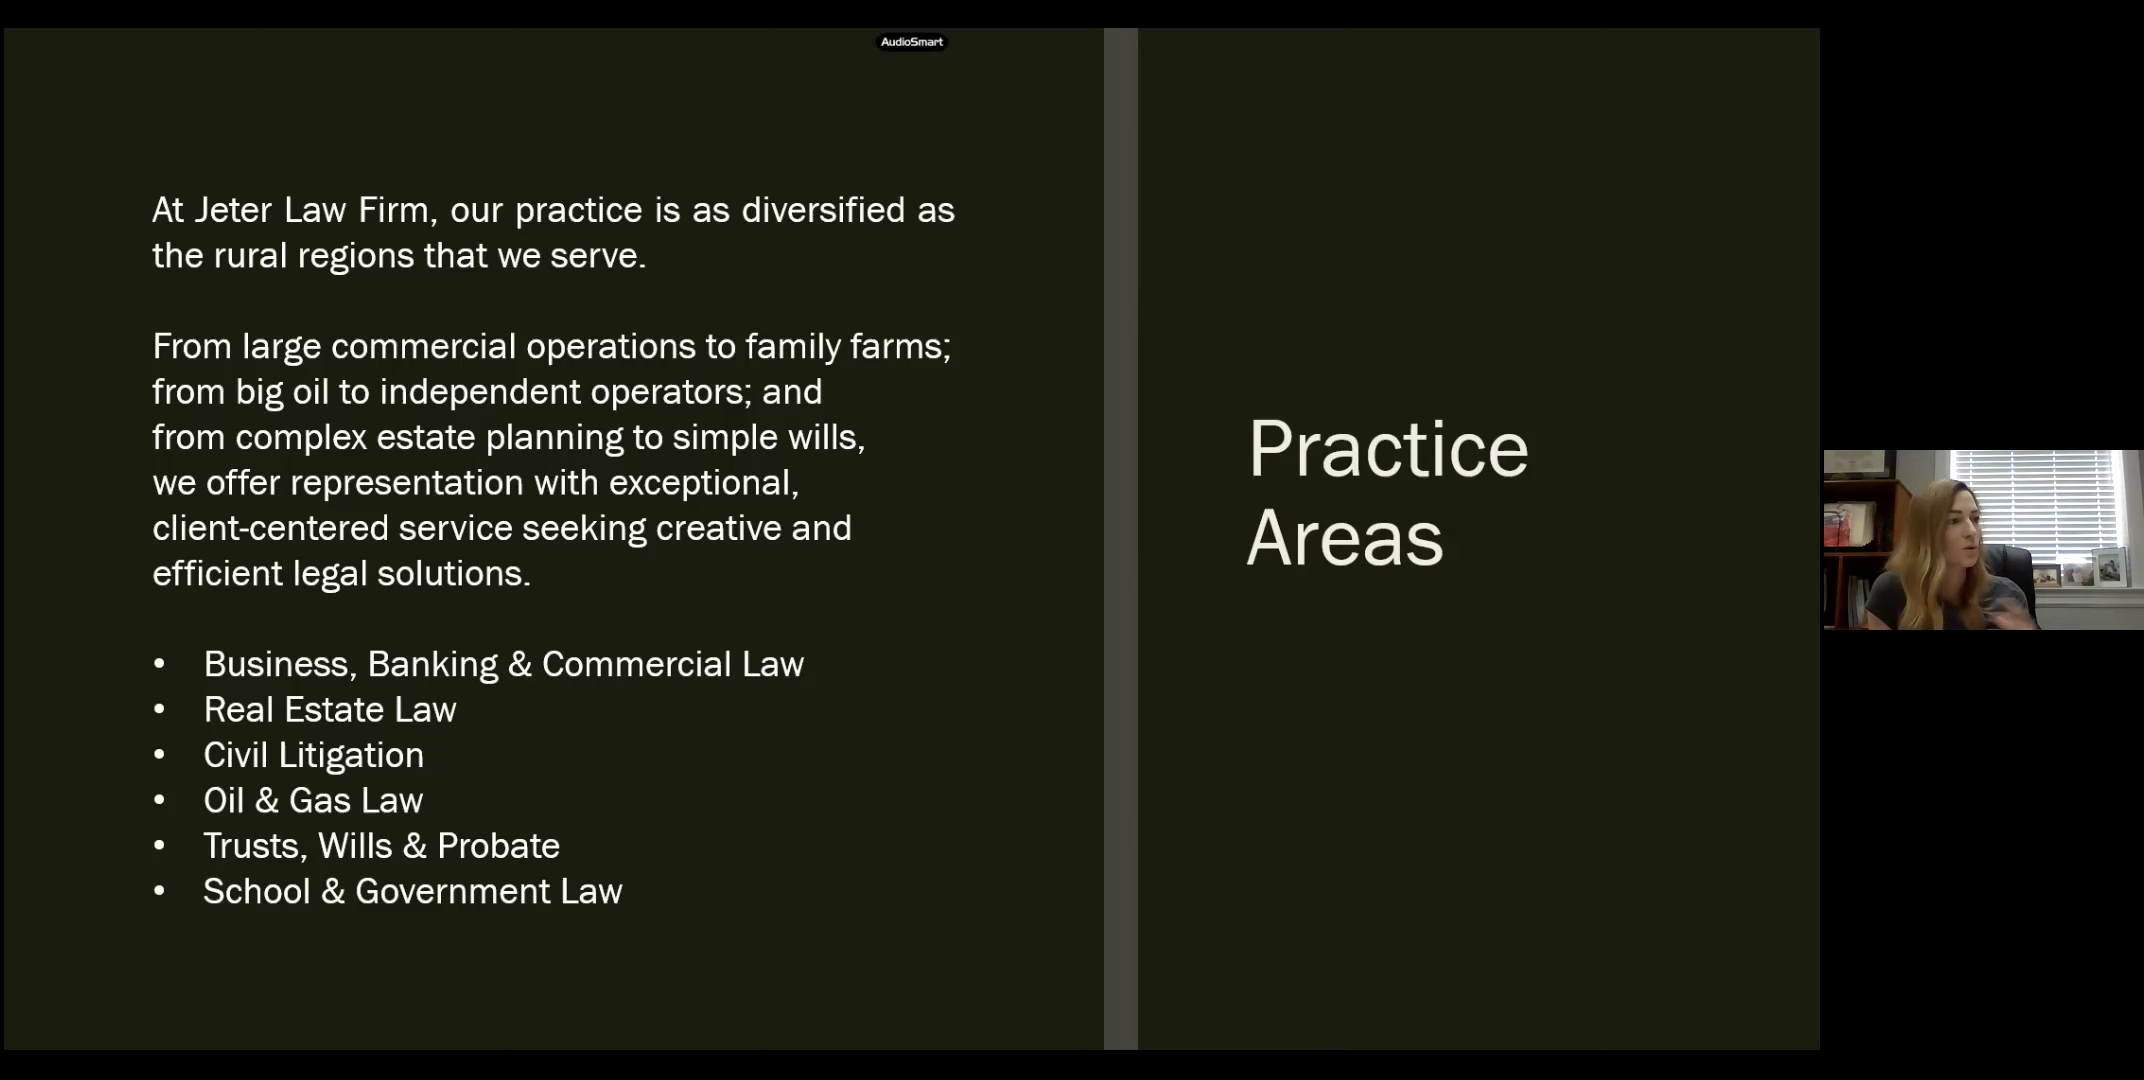 AudioSmart
At Jeter Law Firm, our practice is as diversified as
the rural regions that we serve.
From large commercial operations to family farms;
from big oil to independent operators; and
from complex estate planning to simple wills,
we offer representation with exceptional,
client-centered service seeking creative and
efficient legal solutions.
• Business, Banking & Commercial Law
• Real Estate Law
• Civil Litigation
• Oil & Gas Law
• Trusts, Wills & Probate
• School & Government Law
Practice
Areas